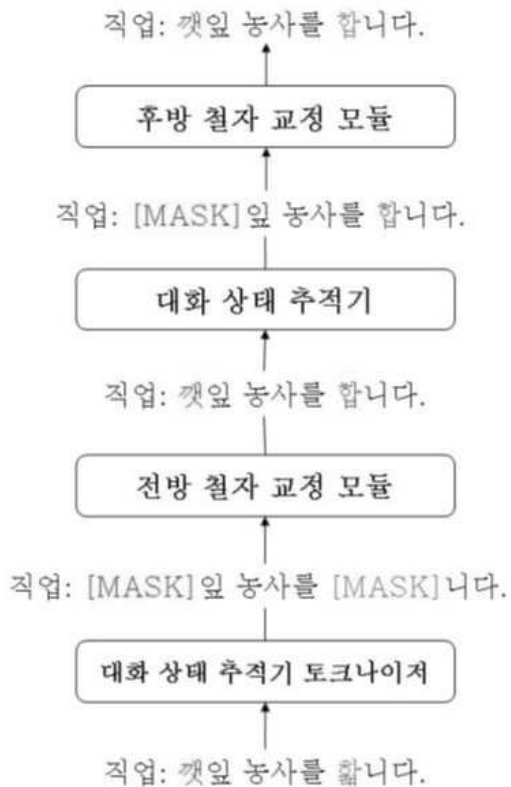 직업: 깻잎 농사를 합니다.
후방 철자 교정 모듈
직업: [MASK]잎 농사를 합니다.
대화 상태 추적기
직업: 깻잎 농사를 합니다.
전방 철자 교정 모듈
직업: [MASK]잎 농사를 [MASK]니다.
대화 상태 추적기 토크나이저
직업: 깻잎 농사를 핣니다.